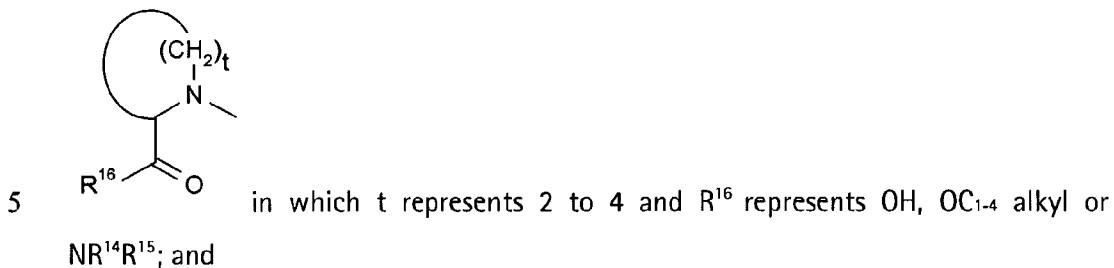 (CH₂)t
N
R¹⁶ O
5 in which t represents 2 to 4 and R¹⁶ represents OH, OC₁₋₄ alkyl or
NR¹⁴R¹⁵; and